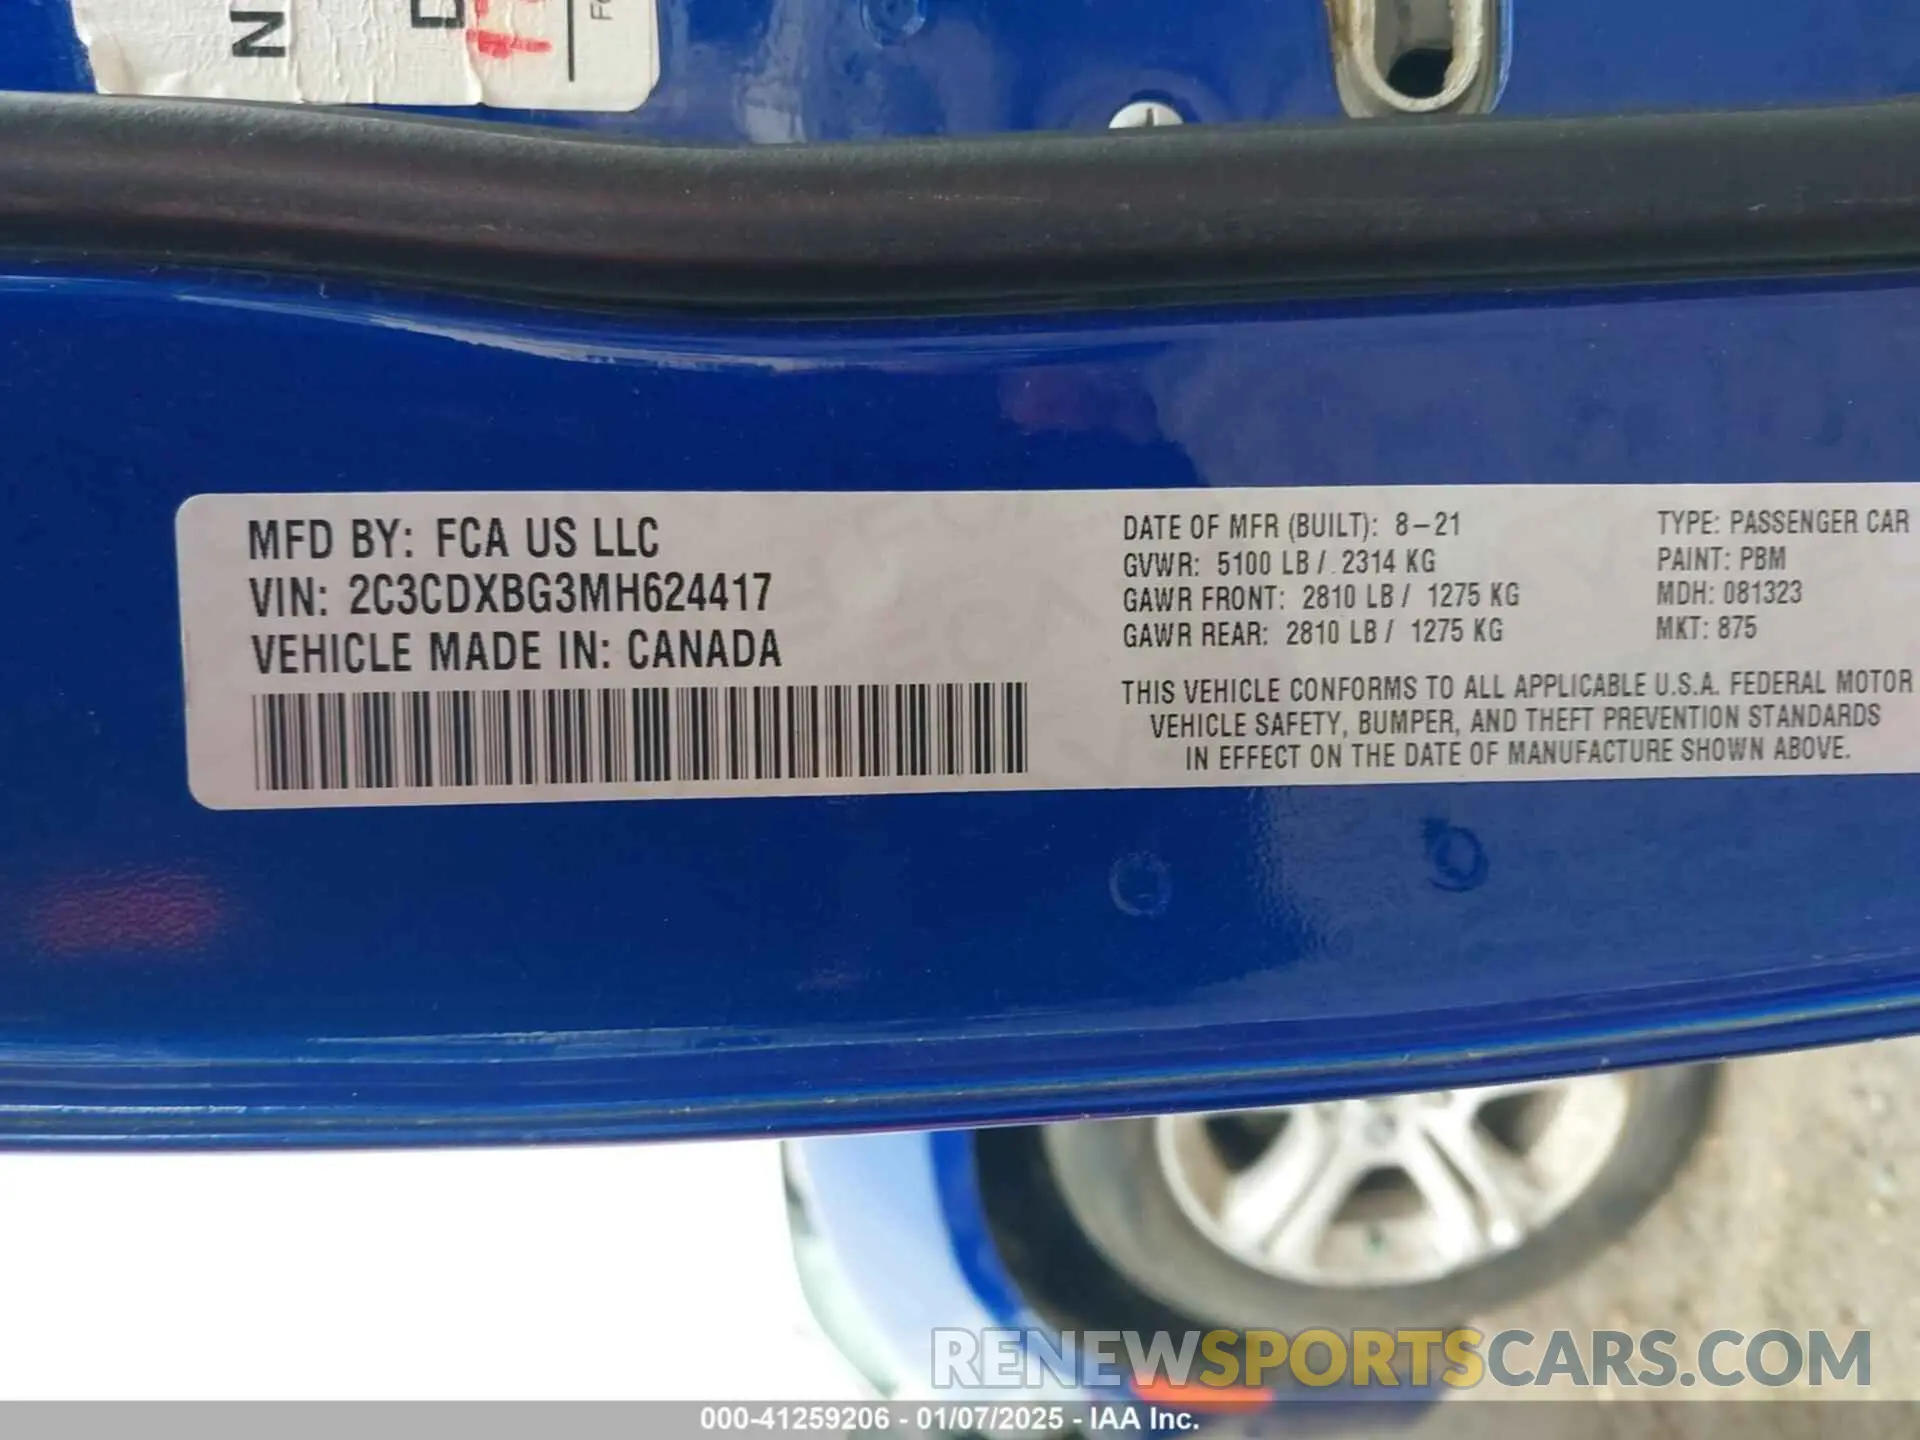 N
D
MFD BY: FCA US LLC
VIN: 2C3CDXBG3MH624417
VEHICLE MADE IN: CANADA
DATE OF MFR (BUILT): 8-21
GVWR: 5100 LB / 2314 KG
GAWR FRONT: 2810 LB / 1275 KG
GAWR REAR: 2810 LB / 1275 KG
TYPE: PASSENGER CAR
PAINT: PBM
MDH: 081323
MKT: 875
THIS VEHICLE CONFORMS TO ALL APPLICABLE U.S.A. FEDERAL MOTOR
VEHICLE SAFETY, BUMPER, AND THEFT PREVENTION STANDARDS
IN EFFECT ON THE DATE OF MANUFACTURE SHOWN ABOVE.
RENEWSPORTSCARS.COM
000-41259206 - 01/07/2025 - IAA Inc.